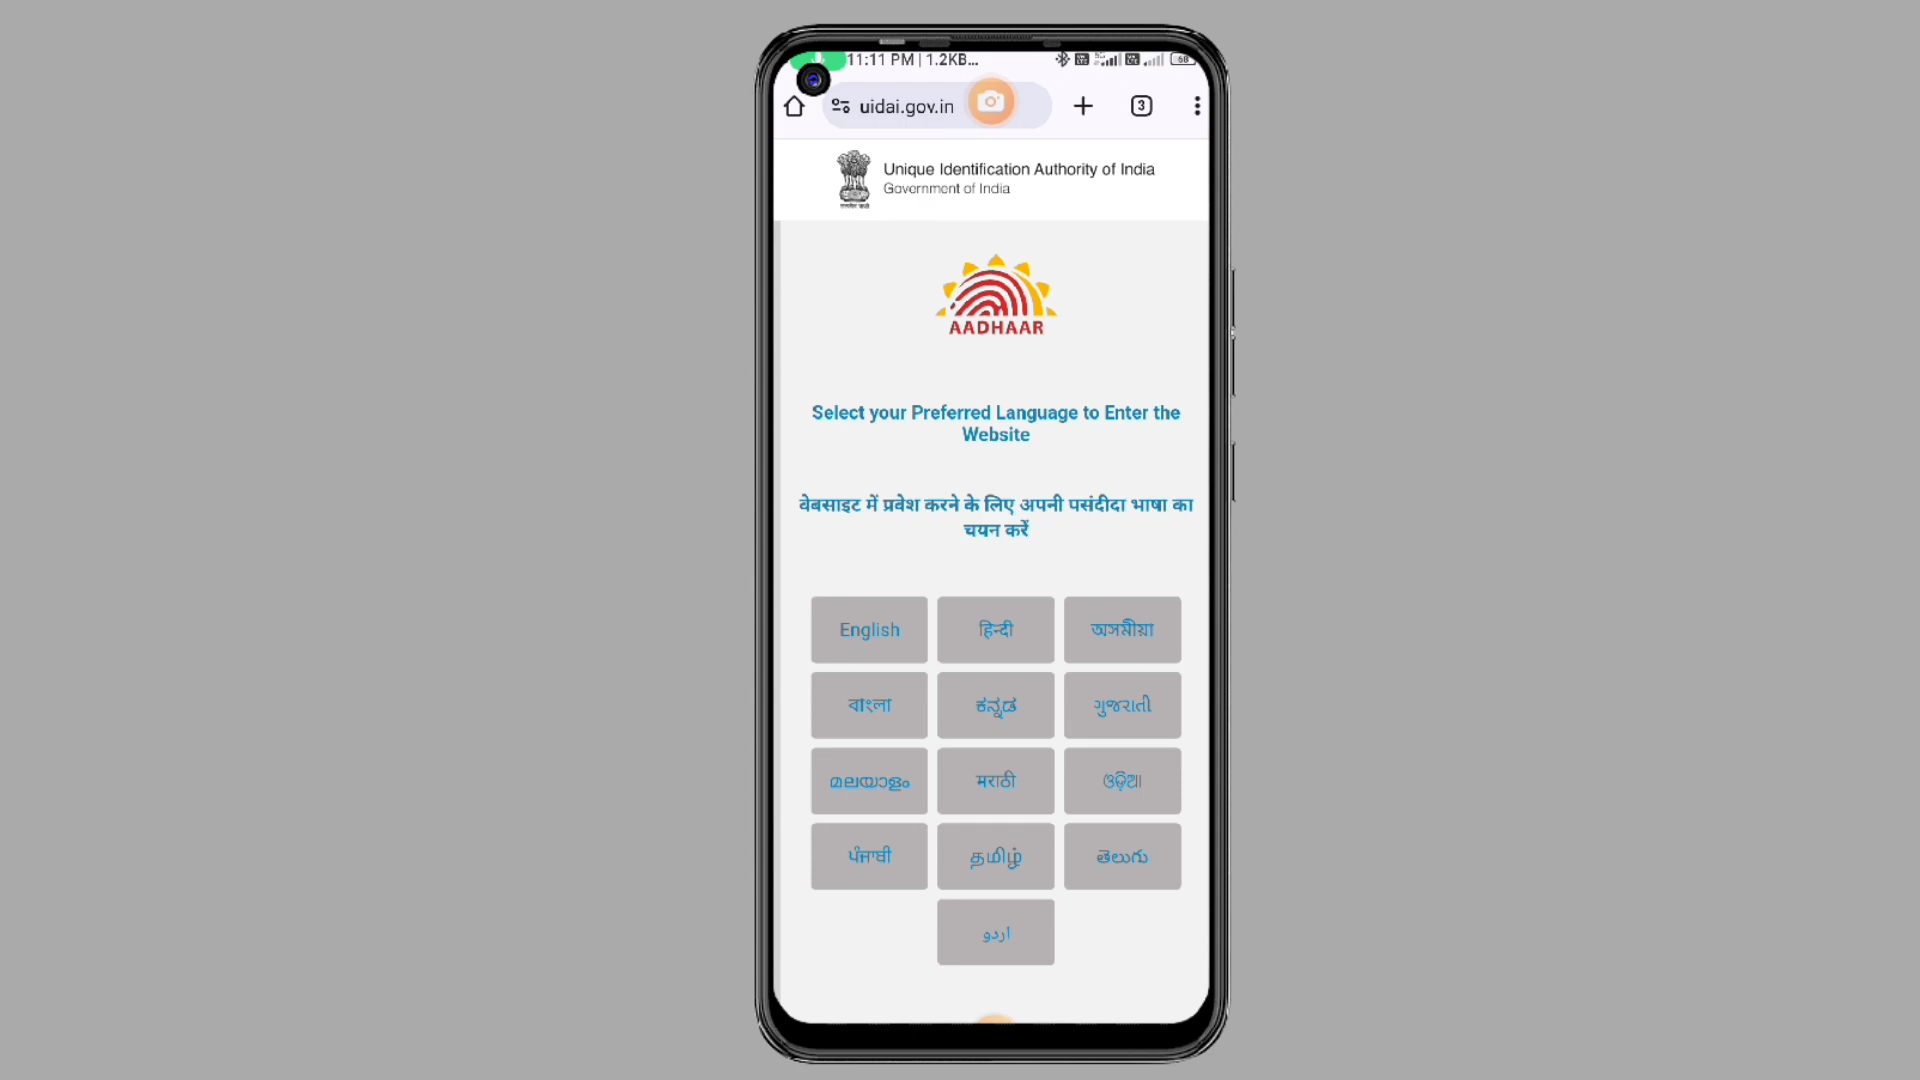 11:11 PM | 1.2KB...
68
uidai.gov.in
3
Unique Identification Authority of India
Government of India
AADHAAR
Select your Preferred Language to Enter the
Website
वेबसाइट में प्रवेश करने के लिए अपनी पसंदीदा भाषा का
चयन करें
English
हिन्दी
অসমীয়া
বাংলা
ಕನ್ನಡ
ગુજરાતી
മലയാളം
मराठी
ଓଡ଼ିଆ
ਪੰਜਾਬੀ
தமிழ்
తెలుగు
اردو